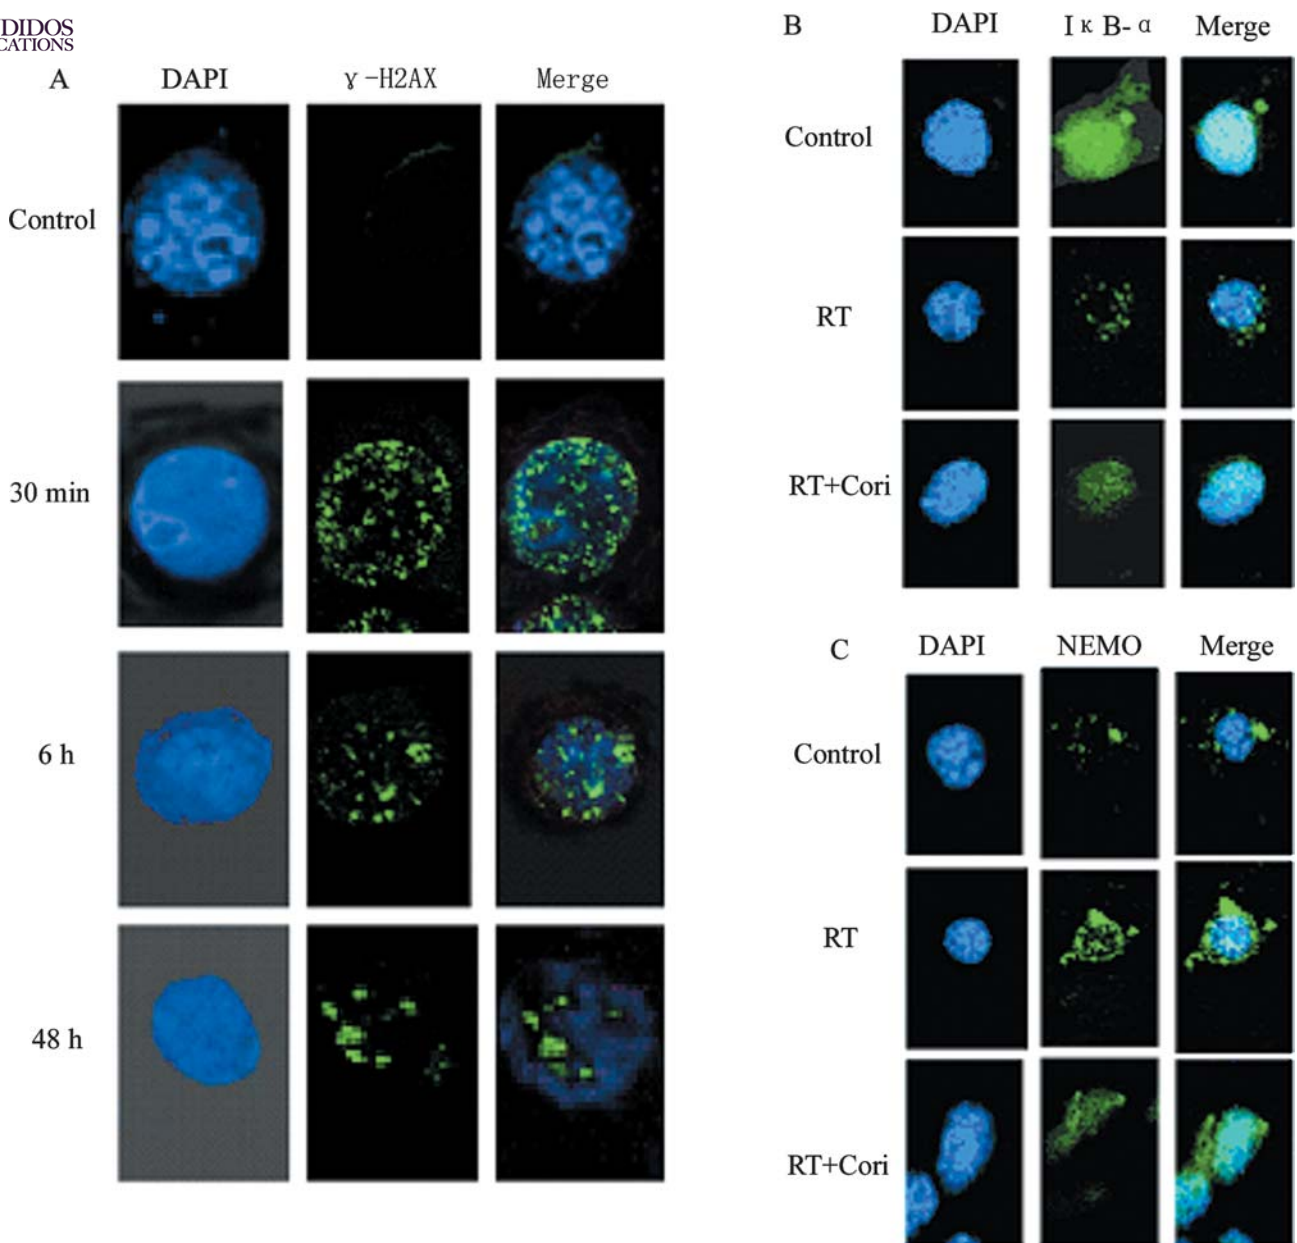 DIDOS
CATIONS
A DAPI γ-H2AX Merge
Control
30 min
6 h
48 h
B DAPI IκB-α Merge
Control
RT
RT+Cori
C DAPI NEMO Merge
Control
RT
RT+Cori